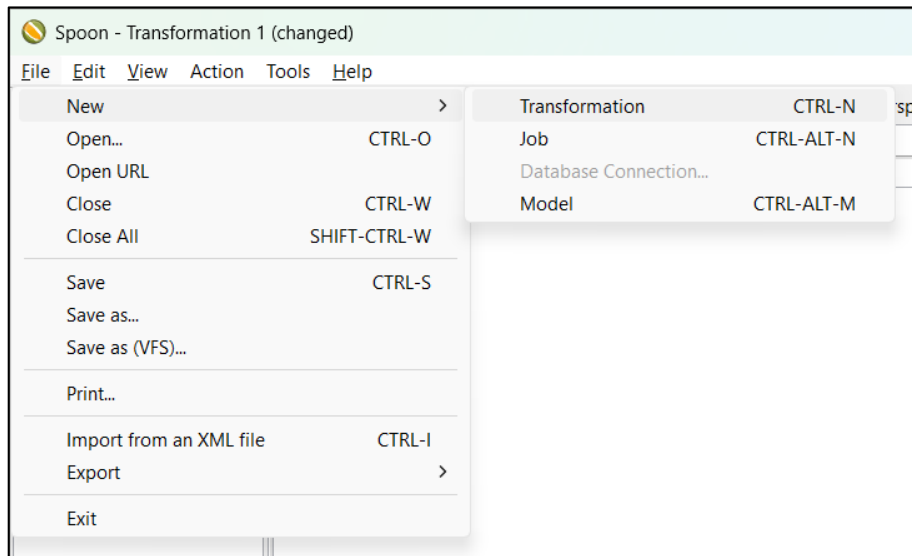 Spoon - Transformation 1 (changed)
File Edit View Action Tools Help
New
Open... CTRL-O
Open URL
Close CTRL-W
Close All SHIFT-CTRL-W
Save CTRL-S
Save as...
Save as (VFS)...
Print...
Import from an XML file CTRL-I
Export
Exit
Transformation CTRL-N
Job CTRL-ALT-N
Database Connection...
Model CTRL-ALT-M